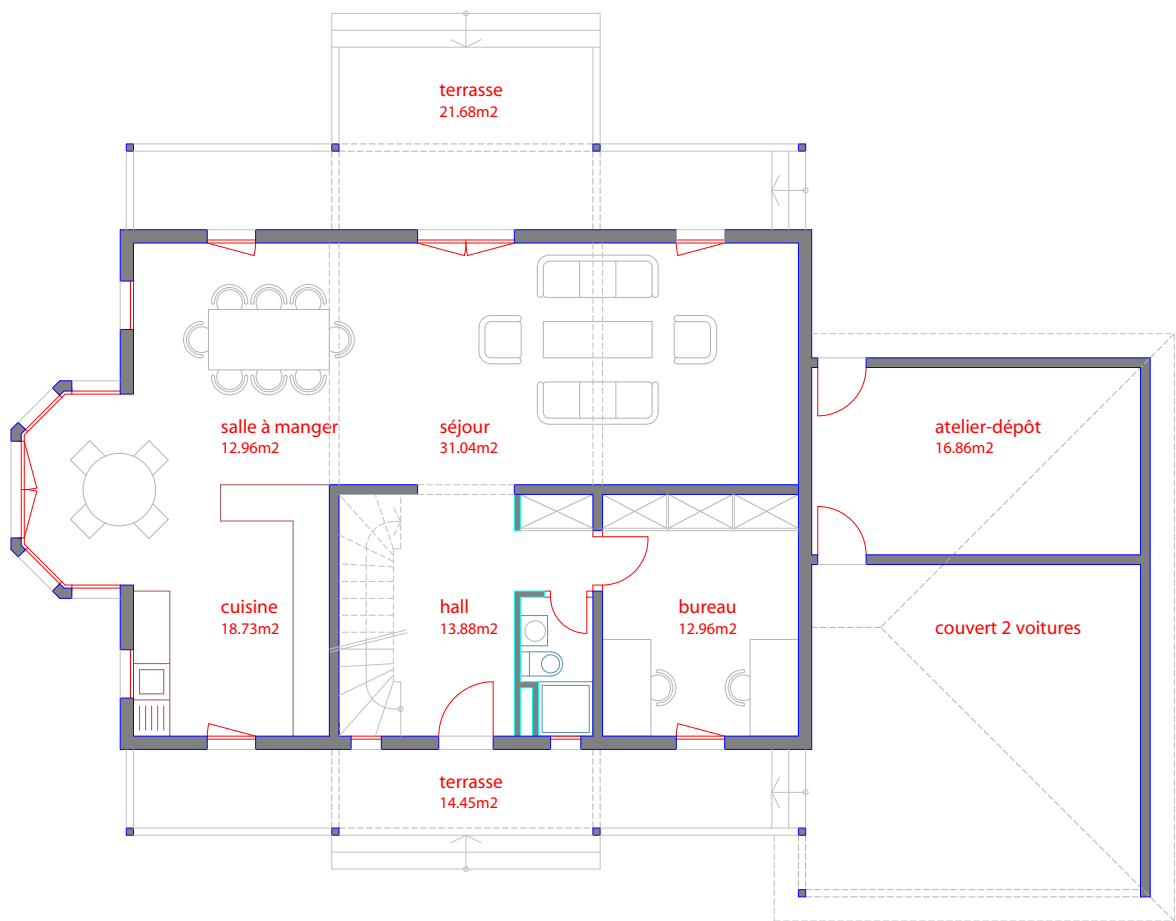 terrasse
21.68m2
salle à manger
12.96m2
séjour
31.04m2
atelier-dépôt
16.86m2
cuisine
18.73m2
hall
13.88m2
bureau
12.96m2
couvert 2 voitures
terrasse
14.45m2